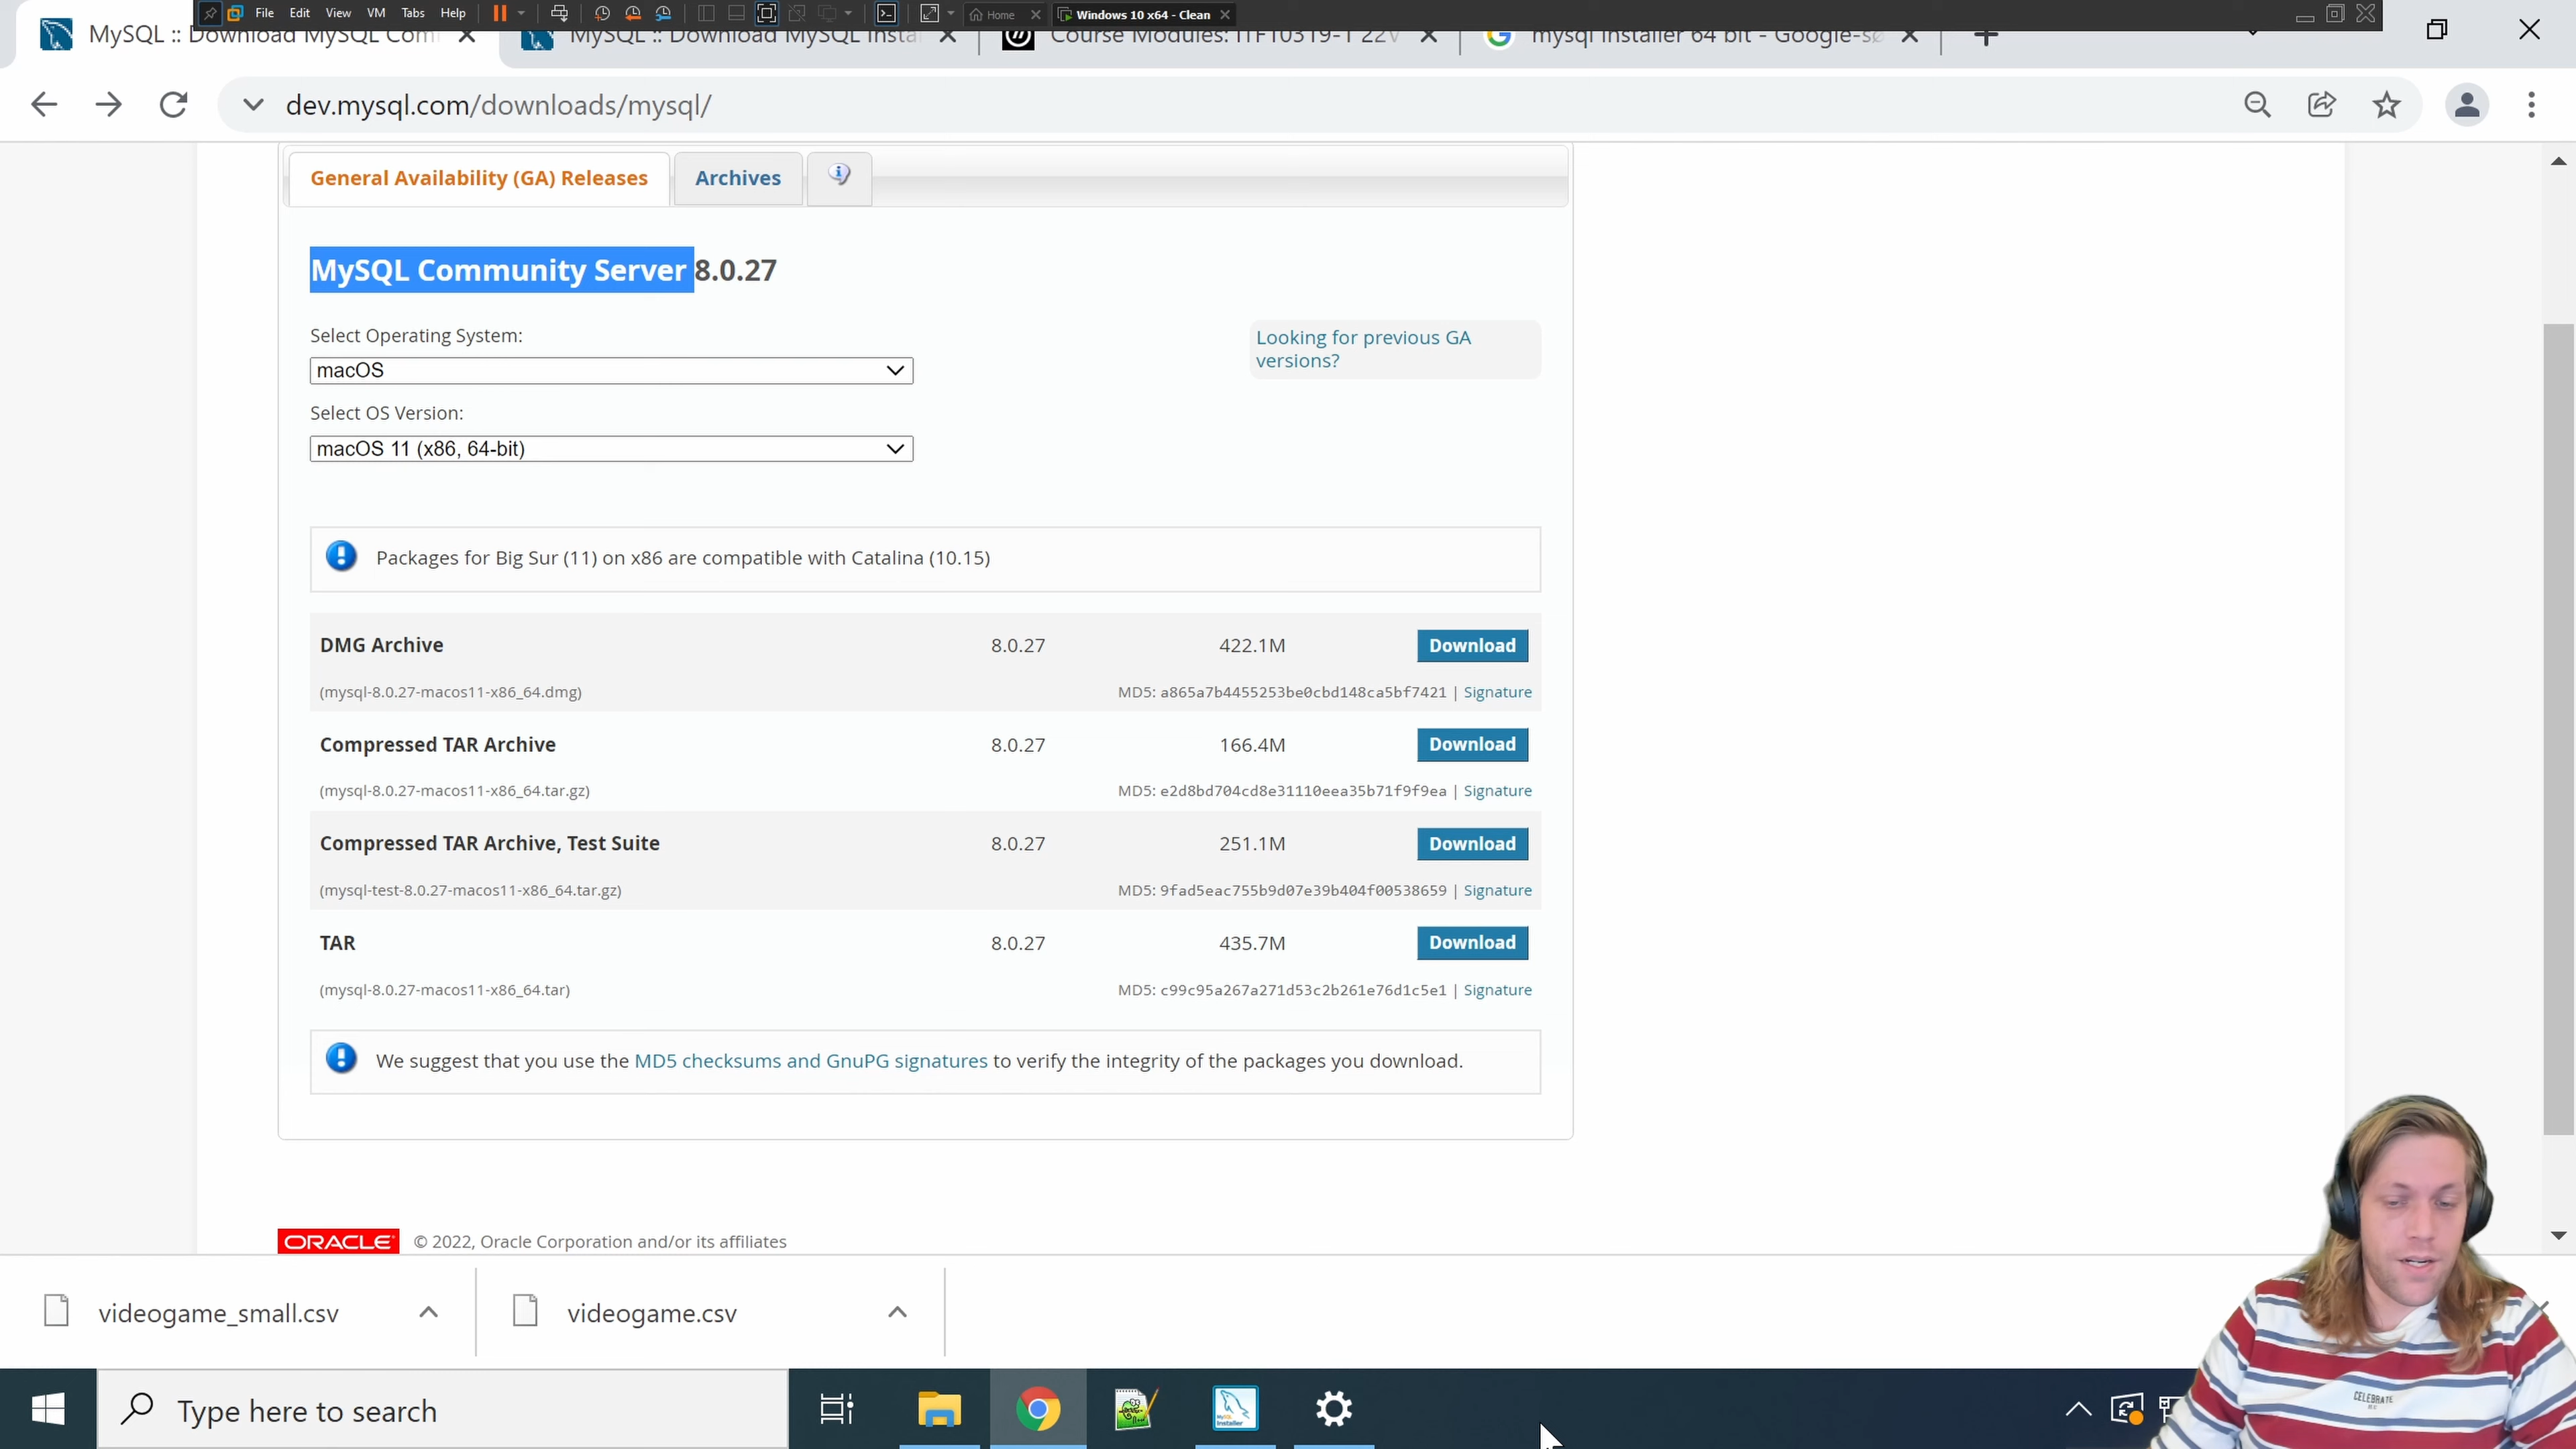 File Edit View VM Tabs Help Home Windows 10 x64 - Clean
MySQL :: Download MySQL Com MySQL :: Download MySQL Insta Course Modules: ITF10319-1 22V mysql installer 64 bit - Google-sø
dev.mysql.com/downloads/mysql/
General Availability (GA) Releases Archives
MySQL Community Server 8.0.27
Select Operating System:
Looking for previous GA
versions?
macOS
Select OS Version:
macOS 11 (x86, 64-bit)
Packages for Big Sur (11) on x86 are compatible with Catalina (10.15)
DMG Archive 8.0.27 422.1M Download
(mysql-8.0.27-macos11-x86_64.dmg) MD5: a865a7b4455253be0cbd148ca5bf7421 | Signature
Compressed TAR Archive 8.0.27 166.4M Download
(mysql-8.0.27-macos11-x86_64.tar.gz) MD5: e2d8bd704cd8e31110eea35b71f9f9ea | Signature
Compressed TAR Archive, Test Suite 8.0.27 251.1M Download
(mysql-test-8.0.27-macos11-x86_64.tar.gz) MD5: 9fad5eac755b9d07e39b404f00538659 | Signature
TAR 8.0.27 435.7M Download
(mysql-8.0.27-macos11-x86_64.tar) MD5: c99c95a267a271d53c2b261e76d1c5e1 | Signature
We suggest that you use the MD5 checksums and GnuPG signatures to verify the integrity of the packages you download.
ORACLE © 2022, Oracle Corporation and/or its affiliates
videogame_small.csv videogame.csv
Type here to search
MySQL
Installer
CELEBRATE